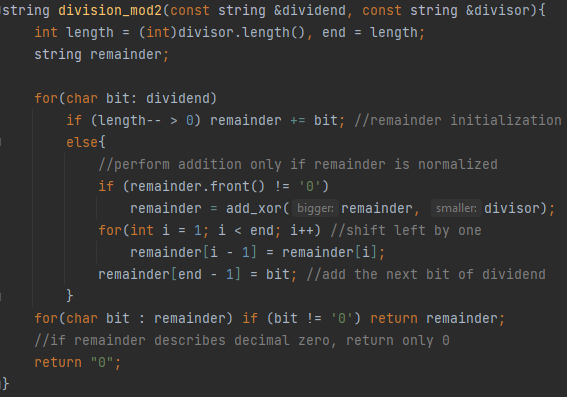 string division_mod2(const string &dividend, const string &divisor){
    int length = (int)divisor.length(), end = length;
    string remainder;

    for(char bit: dividend)
        if (length-- > 0) remainder += bit; //remainder initialization
        else{
            //perform addition only if remainder is normalized
            if (remainder.front() != '0')
                remainder = add_xor( bigger: remainder, smaller: divisor);
            for(int i = 1; i < end; i++) //shift left by one
                remainder[i - 1] = remainder[i];
            remainder[end - 1] = bit; //add the next bit of dividend
        }
    for(char bit : remainder) if (bit != '0') return remainder;
    //if remainder describes decimal zero, return only 0
    return "0";
}